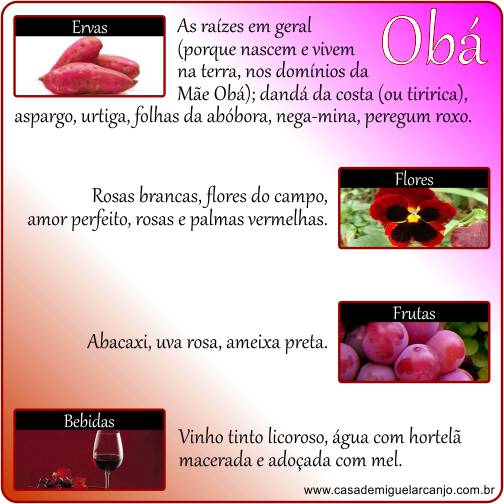 Obá
Ervas
As raízes em geral
(porque nascem e vivem
na terra, nos domínios da
Mãe Obá); dandá da costa (ou tiririca),
aspargo, urtiga, folhas da abóbora, nega-mina, peregum roxo.
Flores
Rosas brancas, flores do campo,
amor perfeito, rosas e palmas vermelhas.
Frutas
Abacaxi, uva rosa, ameixa preta.
Bebidas
Vinho tinto licoroso, água com hortelã
macerada e adoçada com mel.
www.casademiguelarcanjo.com.br